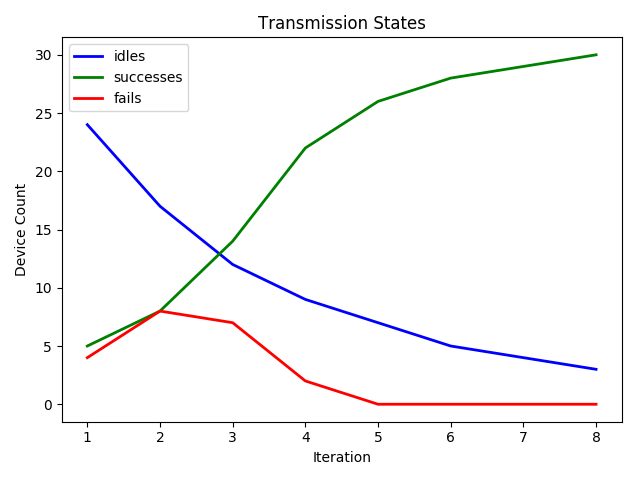 Transmission States
idles
successes
fails
Device Count
30
25
20
15
10
5
0
1 2 3 4 5 6 7 8
Iteration